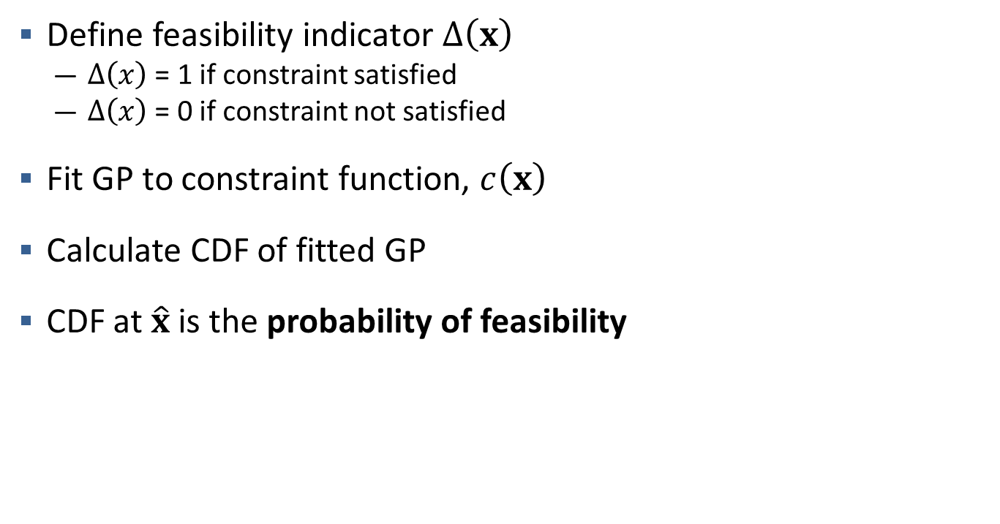 ▪ Define feasibility indicator Δ(𝐱)
— Δ(𝑥) = 1 if constraint satisfied
— Δ(𝑥) = 0 if constraint not satisfied
▪ Fit GP to constraint function, 𝑐(𝐱)
▪ Calculate CDF of fitted GP
▪ CDF at 𝐱̂ is the probability of feasibility